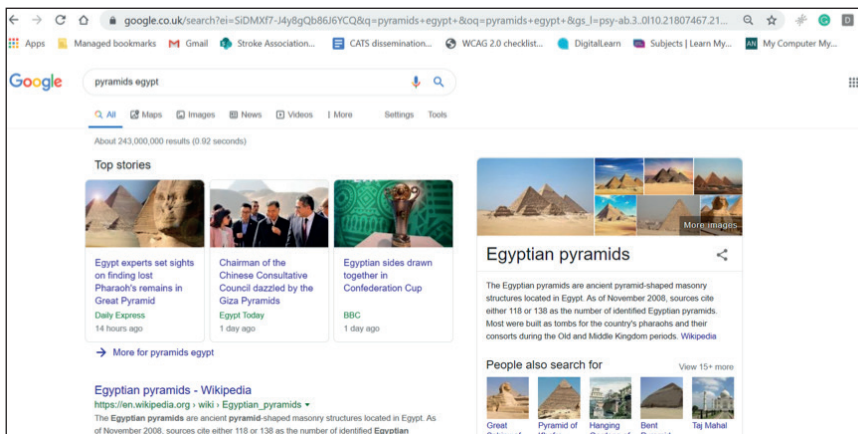 google.co.uk/search?ei=SiDMXf7-J4y8gQb86J6YCQ&q=pyramids+egypt+&oq=pyramids+egypt+&gs_l=psy-ab.3..0l10.21807467.21...
Apps Managed bookmarks Gmail Stroke Association... CATS dissemination... WCAG 2.0 checklist... DigitalLearn Subjects | Learn My... AN My Computer My...
Google pyramids egypt
All Maps Images News Videos More Settings Tools
About 243,000,000 results (0.92 seconds)
Top stories
Egypt experts set sights
on finding lost
Pharaoh's remains in
Great Pyramid
Daily Express
14 hours ago
Chairman of the
Chinese Consultative
Council dazzled by the
Giza Pyramids
Egypt Today
1 day ago
Egyptian sides drawn
together in
Confederation Cup
BBC
1 day ago
More for pyramids egypt
Egyptian pyramids - Wikipedia
https://en.wikipedia.org › wiki › Egyptian_pyramids
The Egyptian pyramids are ancient pyramid-shaped masonry structures located in Egypt. As
of November 2008, sources cite either 118 or 138 as the number of identified Egyptian
More images
Egyptian pyramids
The Egyptian pyramids are ancient pyramid-shaped masonry
structures located in Egypt. As of November 2008, sources cite
either 118 or 138 as the number of identified Egyptian pyramids.
Most were built as tombs for the country's pharaohs and their
consorts during the Old and Middle Kingdom periods. Wikipedia
People also search for View 15+ more
Great
Pyramid of
Hanging
Bent
Taj Mahal